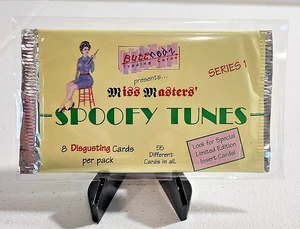 presents...
SERIES 1
Miss Masters'
SPOOFY TUNES
8 Disgusting Cards
per pack
55
Different
Cards in all.
Look for Special
Limited Edition
Insert Cards!